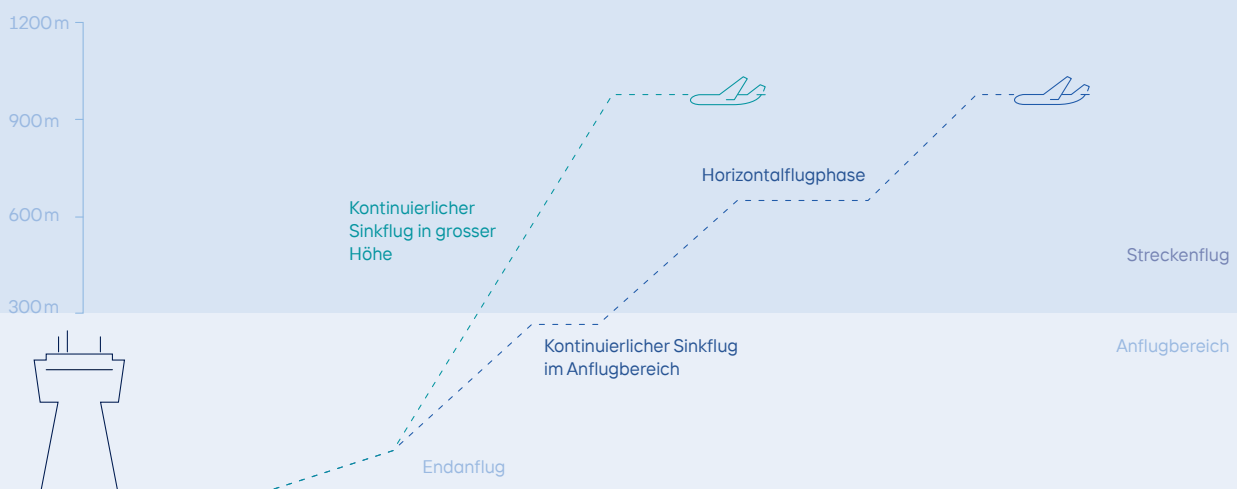 1200 m
900 m
Horizontalflugphase
Kontinuierlicher
Sinkflug in grosser
Höhe
600 m
Streckenflug
300 m
Kontinuierlicher Sinkflug
im Anflugbereich
Anflugbereich
Endanflug